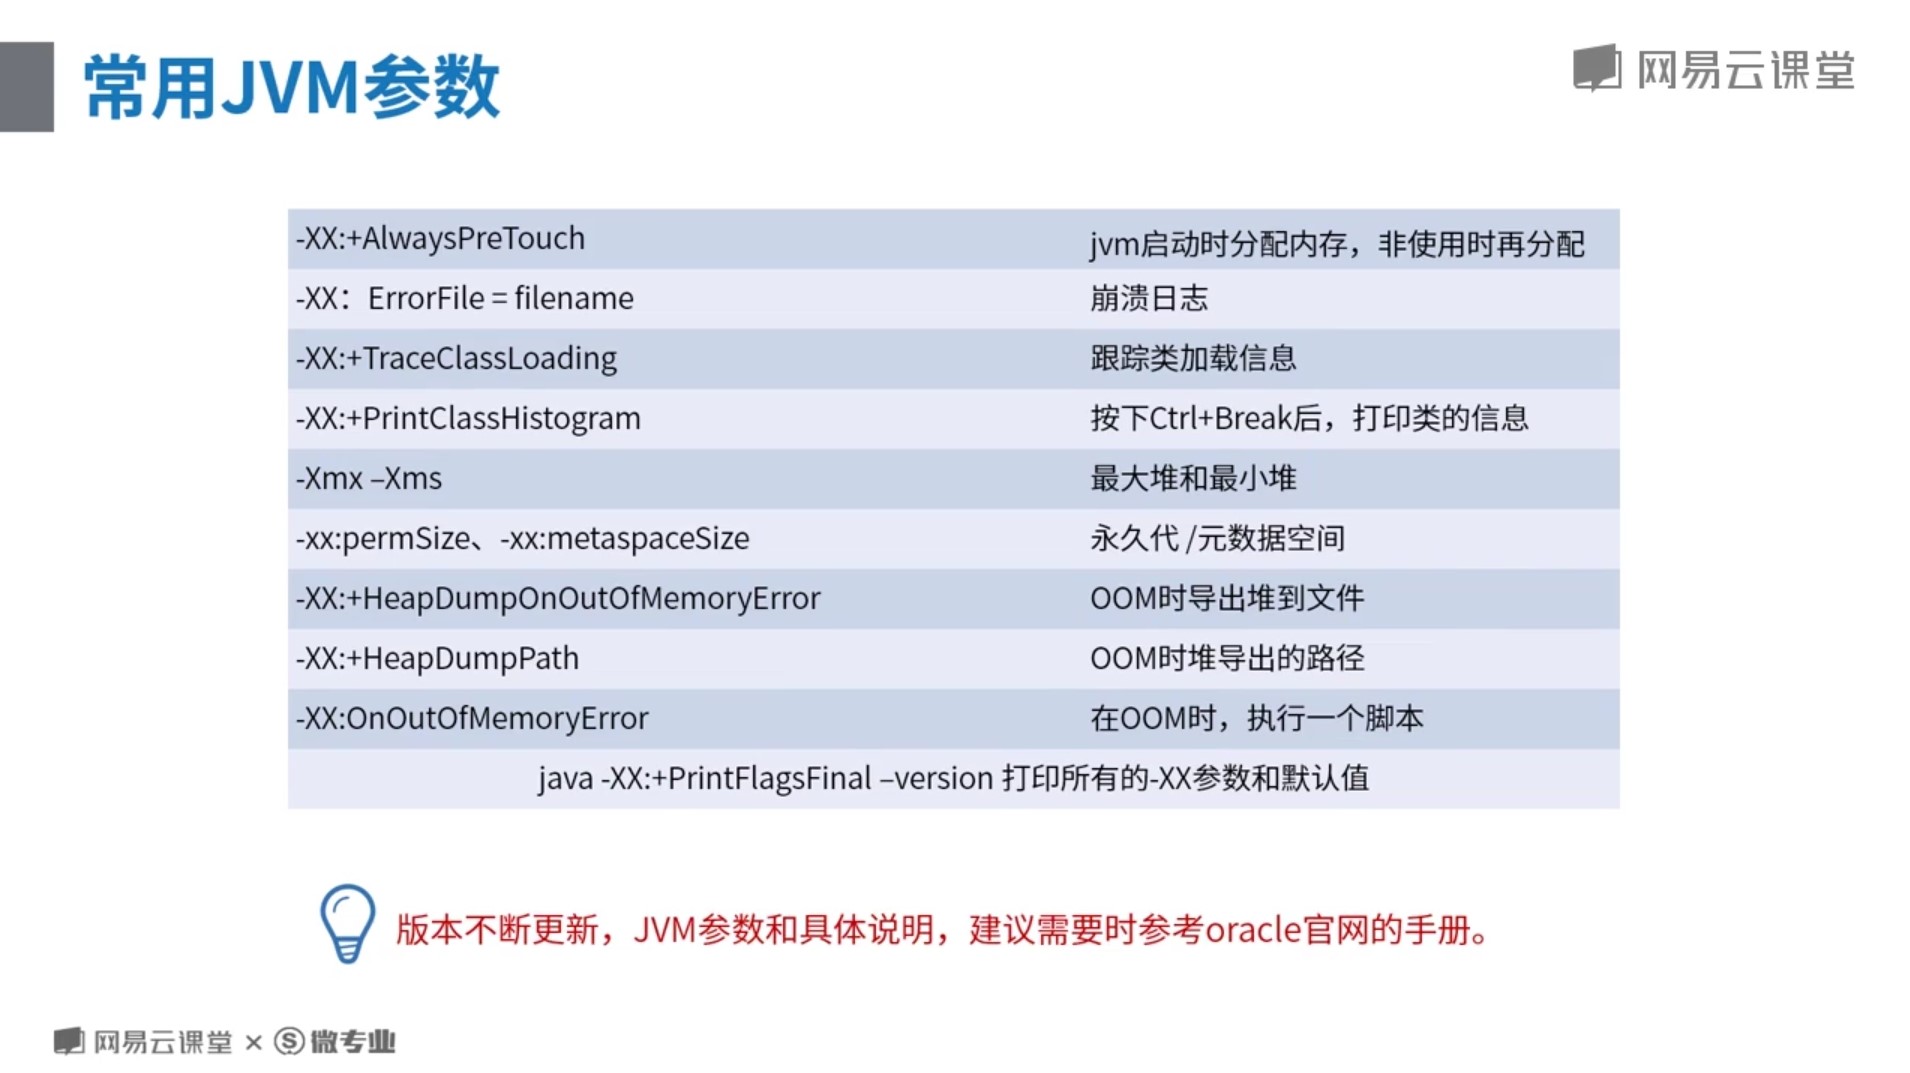 常用JVM参数
网易云课堂
-XX:+AlwaysPreTouch jvm启动时分配内存，非使用时再分配
-XX：ErrorFile = filename 崩溃日志
-XX:+TraceClassLoading 跟踪类加载信息
-XX:+PrintClassHistogram 按下Ctrl+Break后，打印类的信息
-Xmx –Xms 最大堆和最小堆
-xx:permSize、-xx:metaspaceSize 永久代 /元数据空间
-XX:+HeapDumpOnOutOfMemoryError OOM时导出堆到文件
-XX:+HeapDumpPath OOM时堆导出的路径
-XX:OnOutOfMemoryError 在OOM时，执行一个脚本
java -XX:+PrintFlagsFinal –version 打印所有的-XX参数和默认值
版本不断更新，JVM参数和具体说明，建议需要时参考oracle官网的手册。
网易云课堂 × 微专业